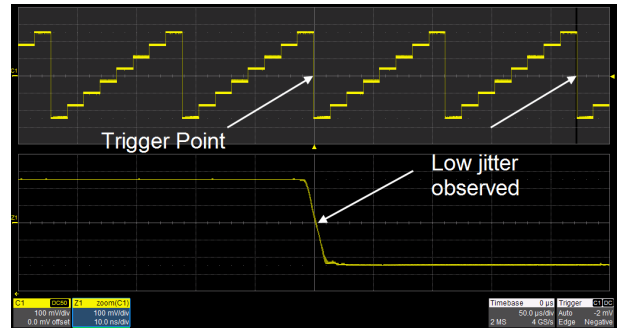 C1
Trigger Point
Low jitter
observed
Z1
C1 DC50
100 mV/div
0.0 mV offset
Z1 zoom(C1)
100 mV/div
10.0 ns/div
Timebase 0 µs
50.0 µs/div
2 MS 4 GS/s
Trigger C1 DC
Auto -2 mV
Edge Negative